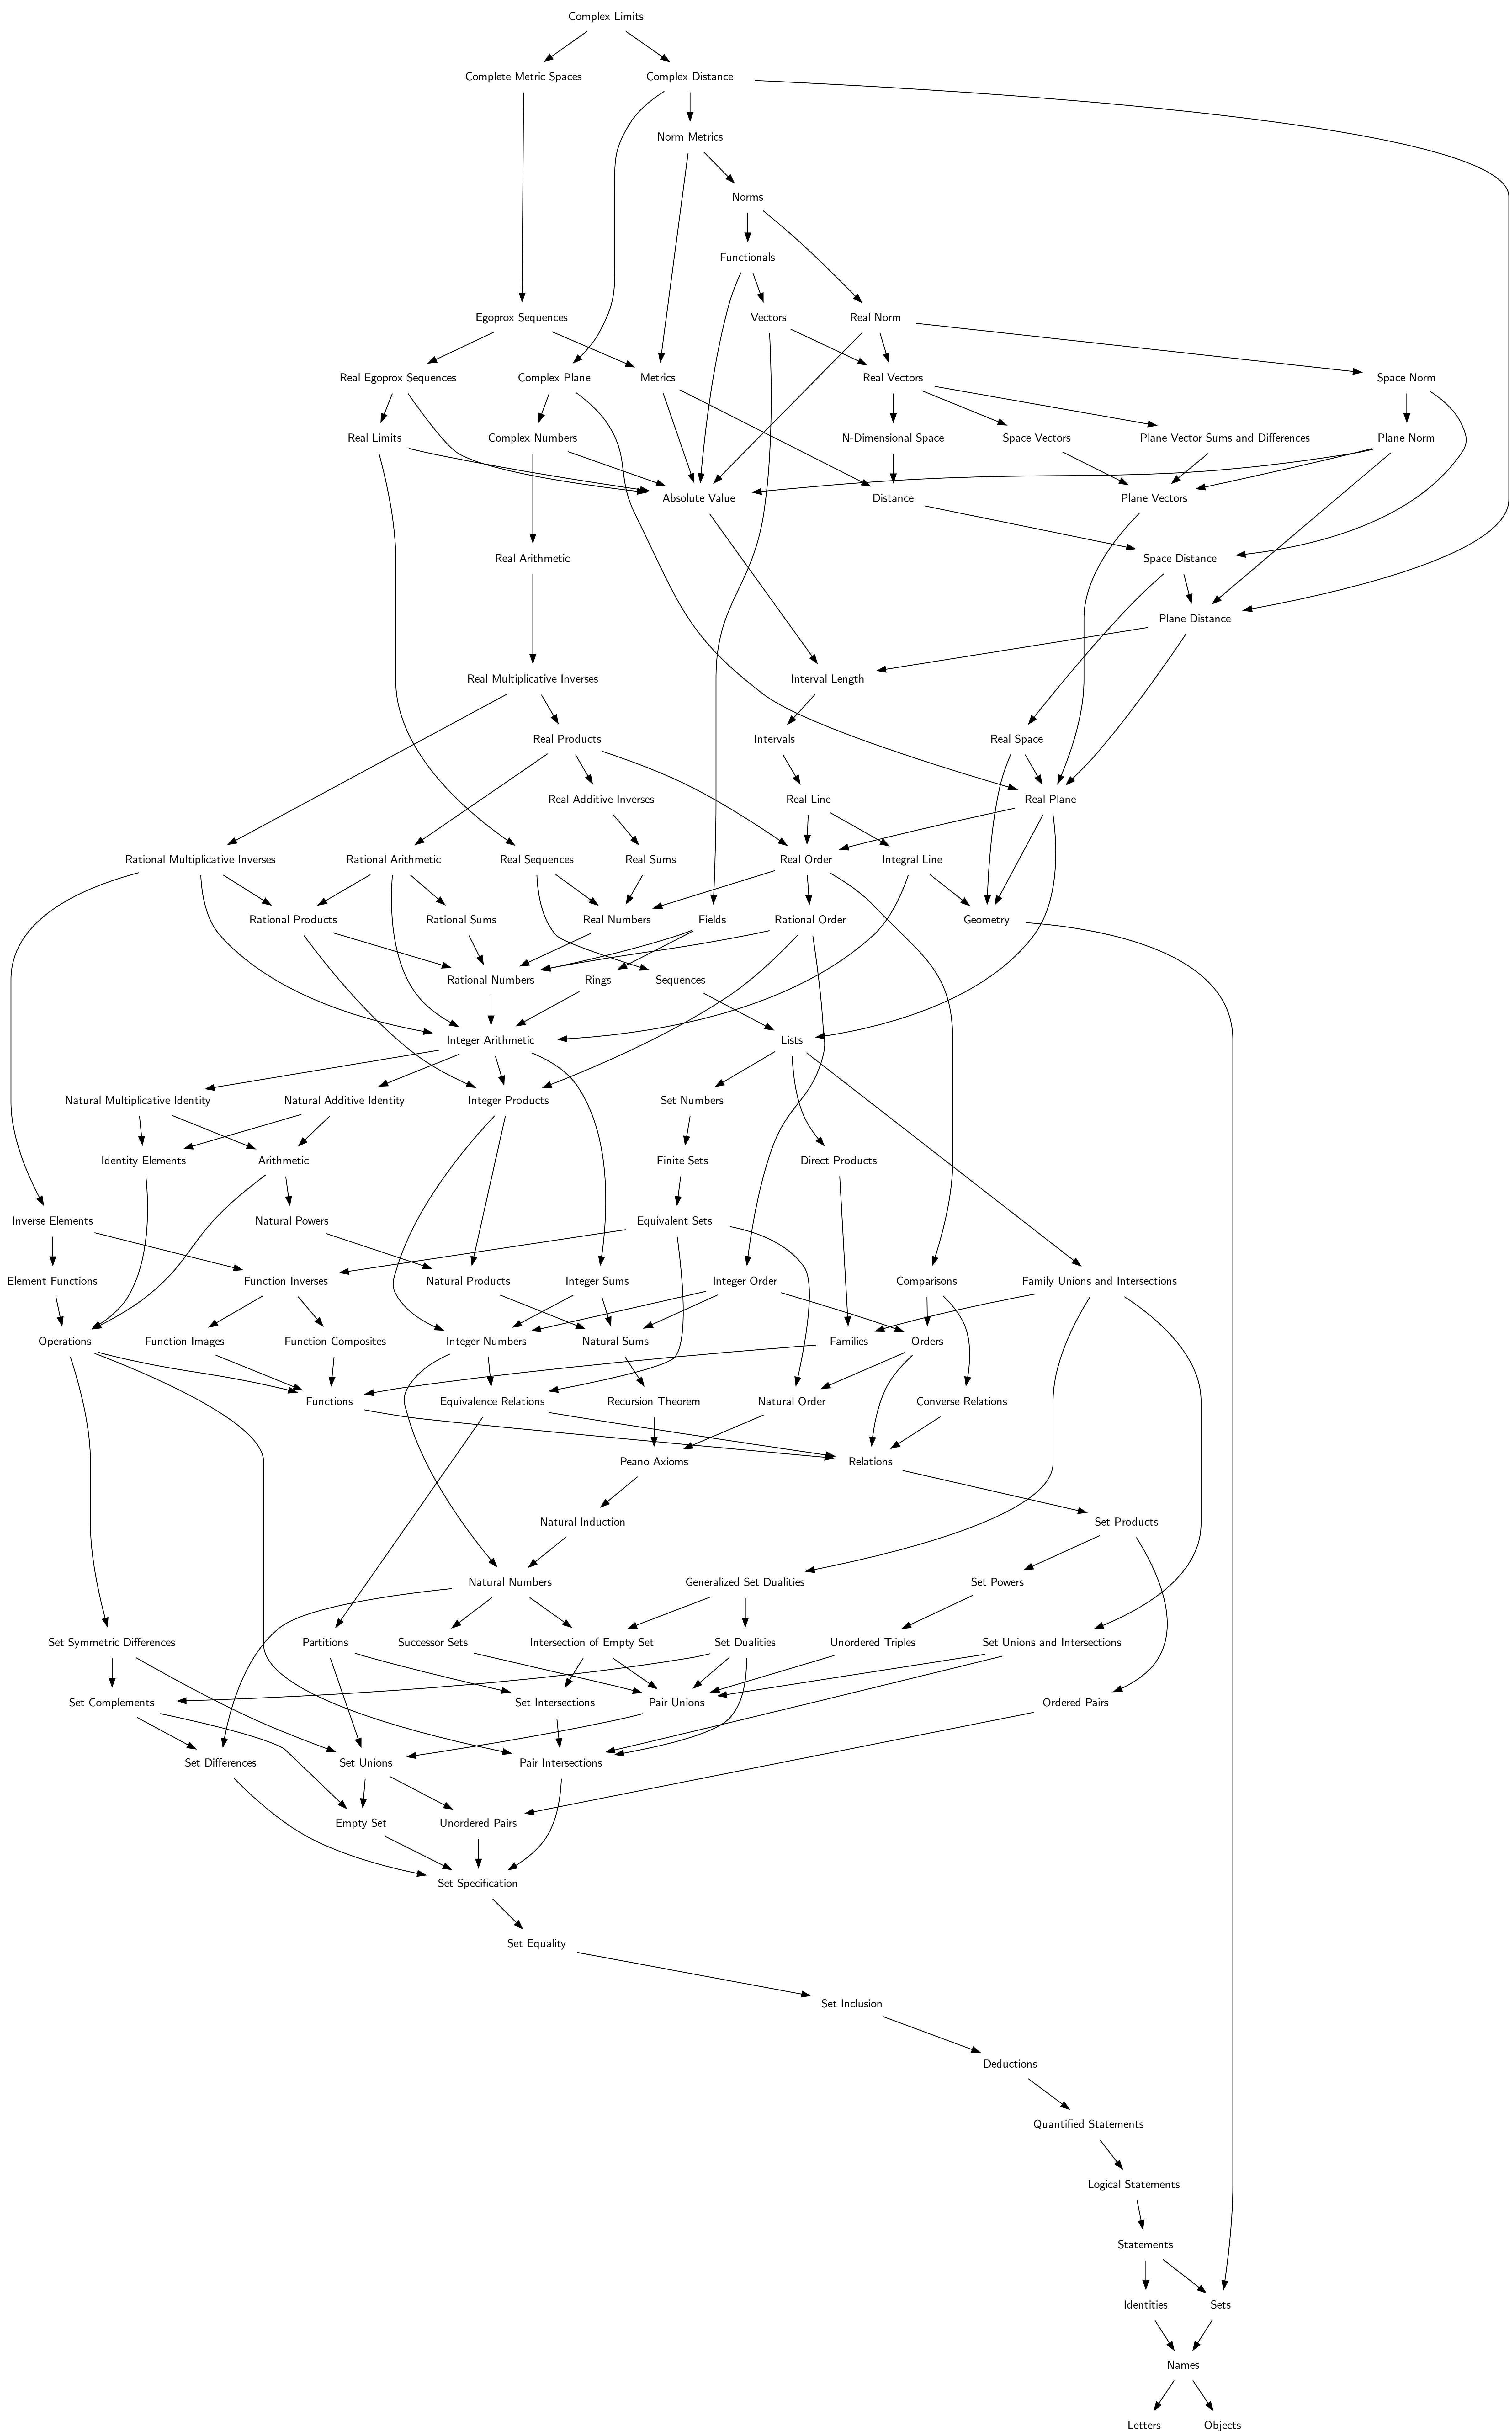 Complex Limits
Complete Metric Spaces
Complex Distance
Norm Metrics
Norms
Functionals
Egoprox Sequences
Vectors
Real Norm
Real Egoprox Sequences
Complex Plane
Metrics
Real Vectors
Space Norm
Real Limits
Complex Numbers
N-Dimensional Space
Space Vectors
Plane Vector Sums and Differences
Plane Norm
Absolute Value
Distance
Plane Vectors
Real Arithmetic
Space Distance
Plane Distance
Real Multiplicative Inverses
Interval Length
Real Products
Intervals
Real Space
Real Additive Inverses
Real Line
Real Plane
Rational Multiplicative Inverses
Rational Arithmetic
Real Sequences
Real Sums
Real Order
Integral Line
Rational Products
Rational Sums
Real Numbers
Fields
Rational Order
Geometry
Rational Numbers
Rings
Sequences
Integer Arithmetic
Lists
Natural Multiplicative Identity
Natural Additive Identity
Integer Products
Set Numbers
Identity Elements
Arithmetic
Finite Sets
Direct Products
Inverse Elements
Natural Powers
Equivalent Sets
Element Functions
Function Inverses
Natural Products
Integer Sums
Integer Order
Comparisons
Family Unions and Intersections
Operations
Function Images
Function Composites
Integer Numbers
Natural Sums
Families
Orders
Functions
Equivalence Relations
Recursion Theorem
Natural Order
Converse Relations
Peano Axioms
Relations
Natural Induction
Set Products
Natural Numbers
Generalized Set Dualities
Set Powers
Set Symmetric Differences
Partitions
Successor Sets
Intersection of Empty Set
Set Dualities
Unordered Triples
Set Unions and Intersections
Set Complements
Set Intersections
Pair Unions
Ordered Pairs
Set Differences
Set Unions
Pair Intersections
Empty Set
Unordered Pairs
Set Specification
Set Equality
Set Inclusion
Deductions
Quantified Statements
Logical Statements
Statements
Identities
Sets
Names
Letters
Objects